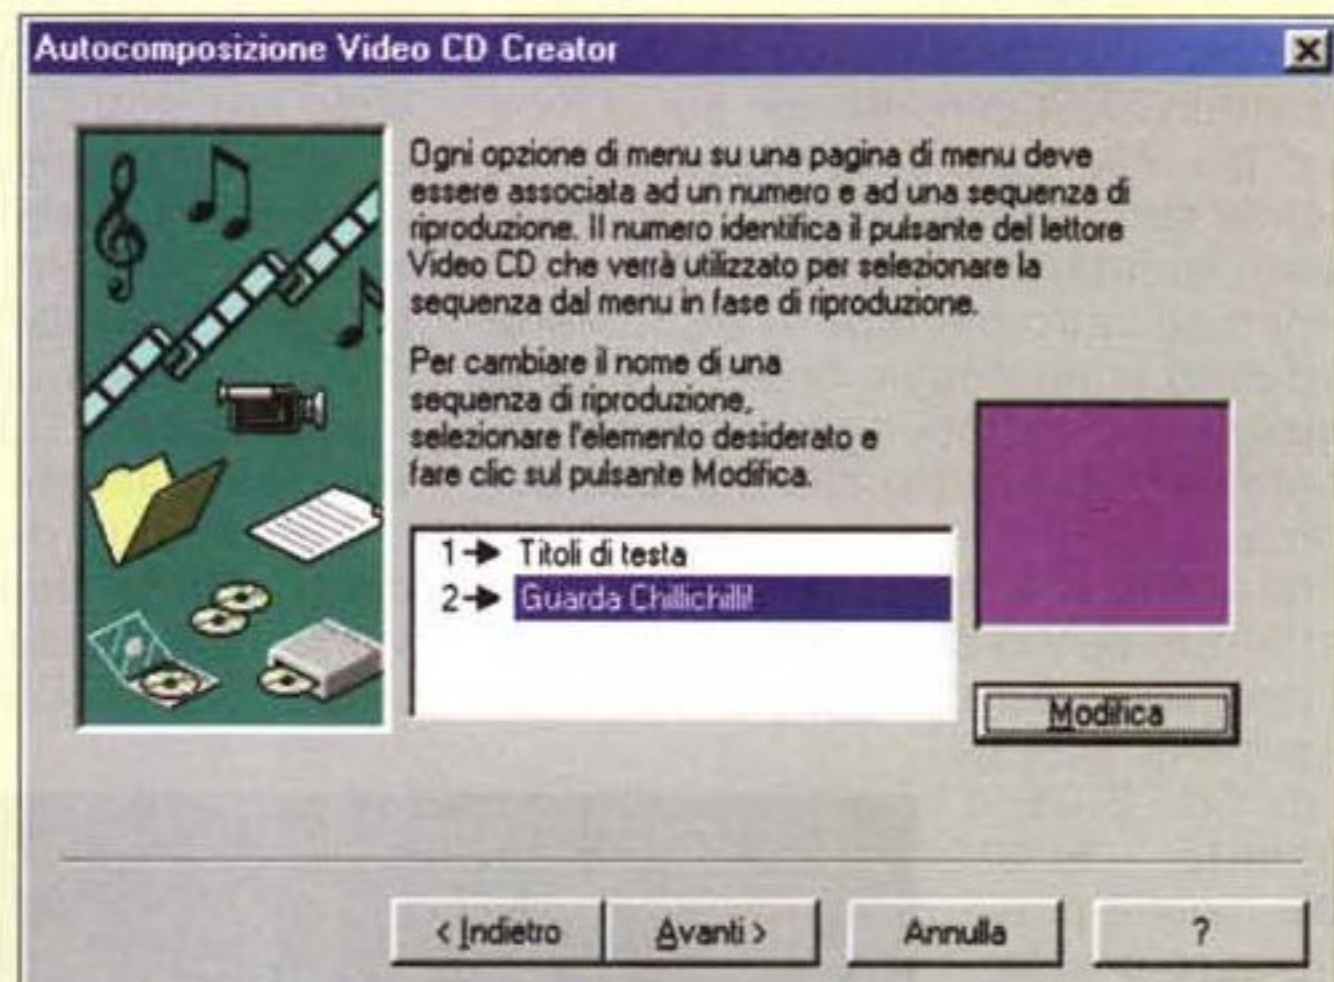 Autocomposizione Video CD Creator
Ogni opzione di menu su una pagina di menu deve
essere associata ad un numero e ad una sequenza di
riproduzione. Il numero identifica il pulsante del lettore
Video CD che verrà utilizzato per selezionare la
sequenza dal menu in fase di riproduzione.
Per cambiare il nome di una
sequenza di riproduzione,
selezionare l'elemento desiderato e
fare clic sul pulsante Modifica.
1 Titoli di testa
2 Guarda Chillichilli!
Modifica
< Indietro
Avanti >
Annulla
?